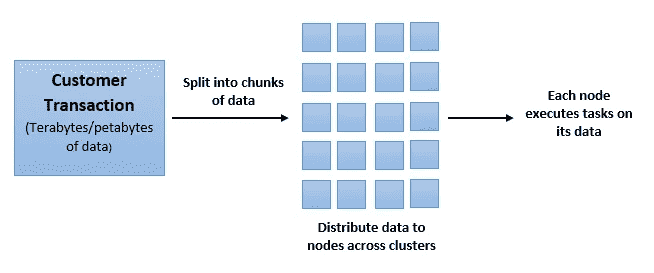 Customer
Transaction
(Terabytes/petabytes
of data)
Split into chunks
of data
Distribute data to
nodes across clusters
Each node
executes tasks on
its data